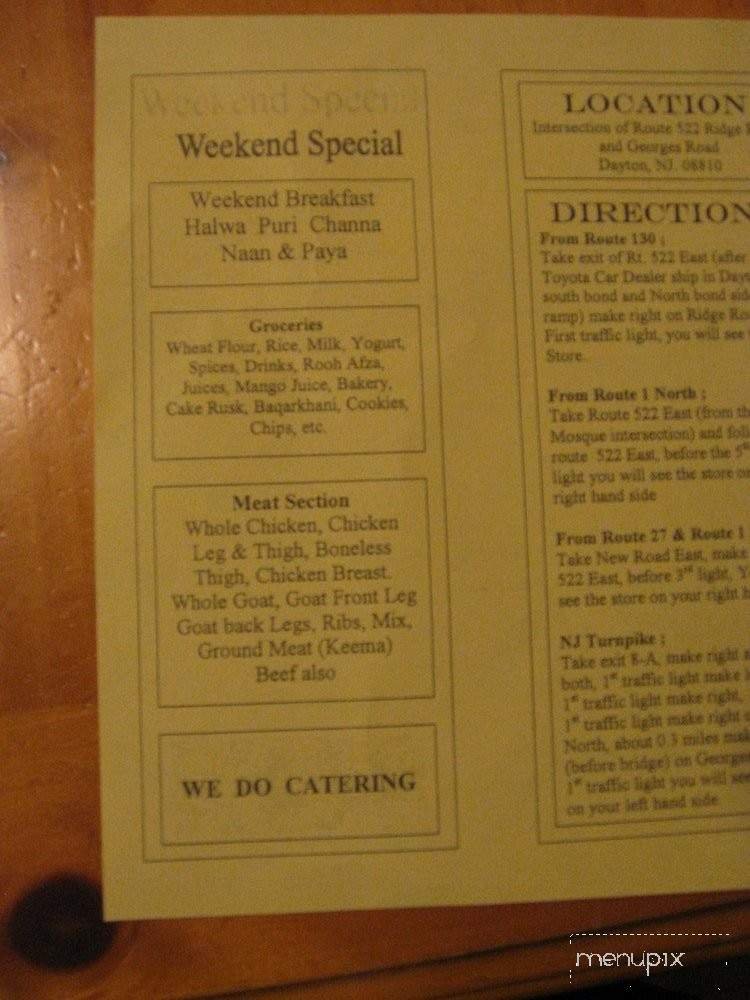 Weekend Special
Weekend Special
Weekend Breakfast
Halwa Puri Channa
Naan & Paya
Groceries
Wheat Flour, Rice, Milk, Yogurt,
Spices, Drinks, Rooh Afza,
Juices, Mango Juice, Bakery,
Cake Rusk, Baqarkhani, Cookies,
Chips, etc.
Meat Section
Whole Chicken, Chicken
Leg & Thigh, Boneless
Thigh, Chicken Breast.
Whole Goat, Goat Front Leg
Goat back Legs, Ribs, Mix,
Ground Meat (Keema)
Beef also
WE DO CATERING
LOCATION
Intersection of Route 522 Ridge
and Georges Road
Dayton, NJ. 08810
DIRECTION
From Route 130 ;
Take exit of Rt. 522 East (after
Toyota Car Dealer ship in Dayt
south bond and North bond sid
ramp) make right on Ridge Ro
First traffic light, you will see
Store.
From Route 1 North ;
Take Route 522 East (from th
Mosque intersection) and foll
route 522 East, before the 5th
light you will see the store on
right hand side
From Route 27 & Route 1
Take New Road East, make
522 East, before 3rd light, Y
see the store on your right h
NJ Turnpike ;
Take exit 8-A, make right a
both, 1st traffic light make
1st traffic light make right,
1st traffic light make right
North, about 0.3 miles mak
(before bridge) on Georges
1st traffic light you will see
on your left hand side
menupix